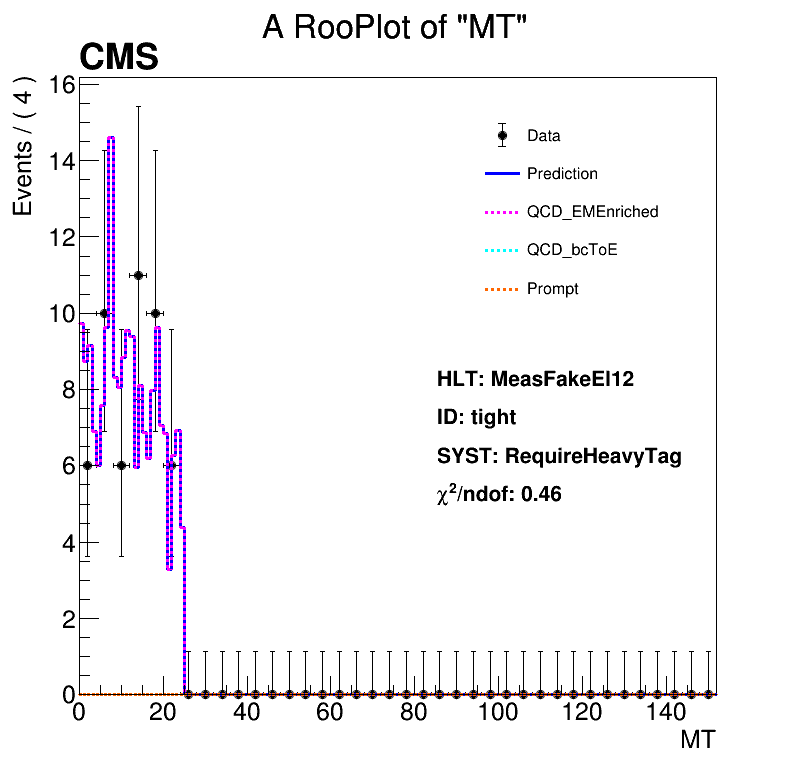 A RooPlot of "MT"
CMS
Events / ( 4 )
16
14
12
10
8
6
4
2
0
0 20 40 60 80 100 120 140
MT
Data
Prediction
QCD_EMEnriched
QCD_bcToE
Prompt
HLT: MeasFakeEl12
ID: tight
SYST: RequireHeavyTag
χ²/ndof: 0.46